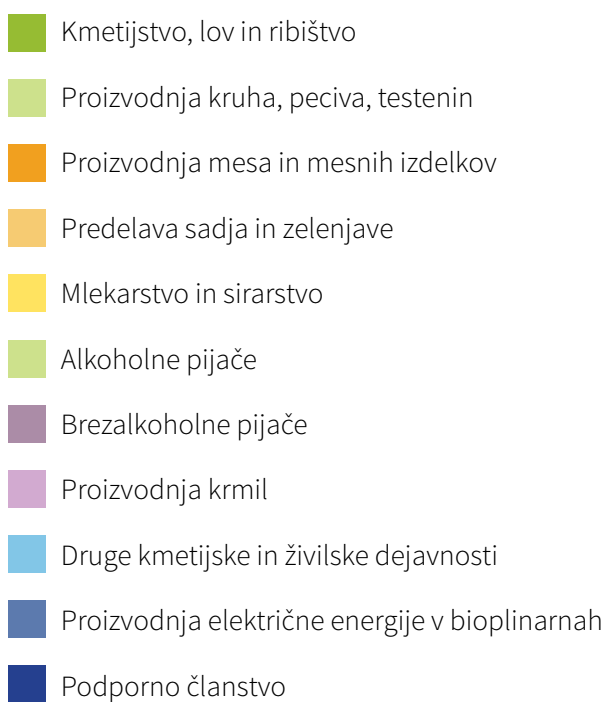 Kmetijstvo, lov in ribištvo
Proizvodnja kruha, peciva, testenin
Proizvodnja mesa in mesnih izdelkov
Predelava sadja in zelenjave
Mlekarstvo in sirarstvo
Alkoholne pijače
Brezalkoholne pijače
Proizvodnja krmil
Druge kmetijske in živilske dejavnosti
Proizvodnja električne energije v bioplinarnah
Podporno članstvo